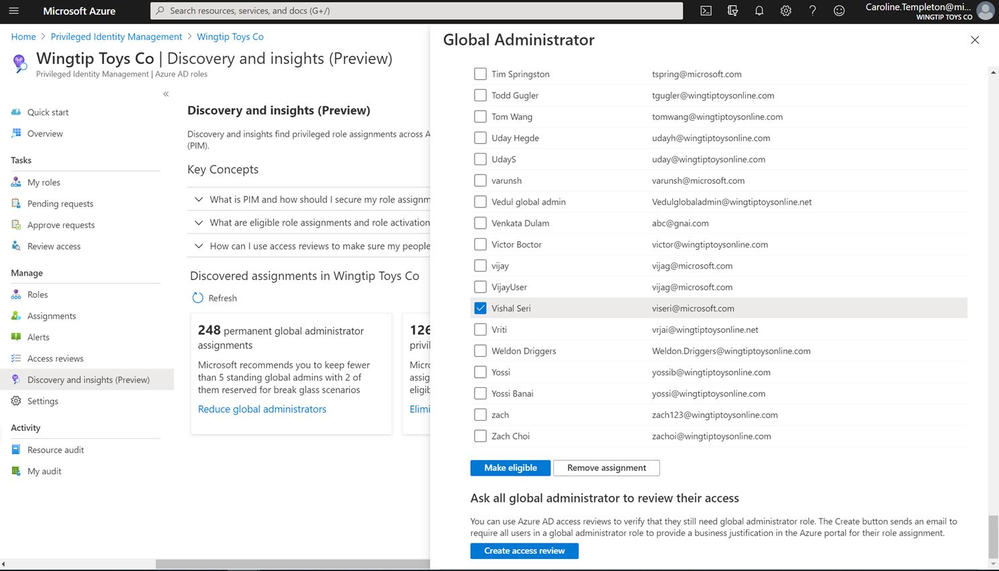 Microsoft Azure
Search resources, services, and docs (G+/)
Caroline.Templeton@mi...
WINGTIP TOYS CO
Home > Privileged Identity Management > Wingtip Toys Co
Wingtip Toys Co | Discovery and insights (Preview)
Privileged Identity Management | Azure AD roles
Quick start
Overview
Tasks
My roles
Pending requests
Approve requests
Review access
Manage
Roles
Assignments
Alerts
Access reviews
Discovery and insights (Preview)
Settings
Activity
Resource audit
My audit
Discovery and insights (Preview)
Discovery and insights find privileged role assignments across A
(PIM).
Key Concepts
What is PIM and how should I secure my role assignm
What are eligible role assignments and role activation
How can I use access reviews to make sure my people
Discovered assignments in Wingtip Toys Co
Refresh
248 permanent global administrator
assignments
Microsoft recommends you to keep fewer
than 5 standing global admins with 2 of
them reserved for break glass scenarios
Reduce global administrators
126
privil
Micro
assig
eligib
Elimi
Global Administrator
Tim Springston tspring@microsoft.com
Todd Gugler tgugler@wingtiptoysonline.com
Tom Wang tomwang@wingtiptoysonline.com
Uday Hegde udayh@wingtiptoysonline.com
UdayS uday@wingtiptoysonline.com
varunsh varunsh@microsoft.com
Vedul global admin Vedulglobaladmin@wingtiptoysonline.net
Venkata Dulam abc@gnai.com
Victor Boctor victor@wingtiptoysonline.com
vijay vijag@microsoft.com
VijayUser vijag@microsoft.com
Vishal Seri viseri@microsoft.com
Vriti vrjai@wingtiptoysonline.net
Weldon Driggers Weldon.Driggers@wingtiptoysonline.com
Yossi yossib@wingtiptoysonline.com
Yossi Banai yossi@wingtiptoysonline.com
zach zach123@wingtiptoysonline.com
Zach Choi zachoi@wingtiptoysonline.com
Make eligible
Remove assignment
Ask all global administrator to review their access
You can use Azure AD access reviews to verify that they still need global administrator role. The Create button sends an email to
require all users in a global administrator role to provide a business justification in the Azure portal for their role assignment.
Create access review